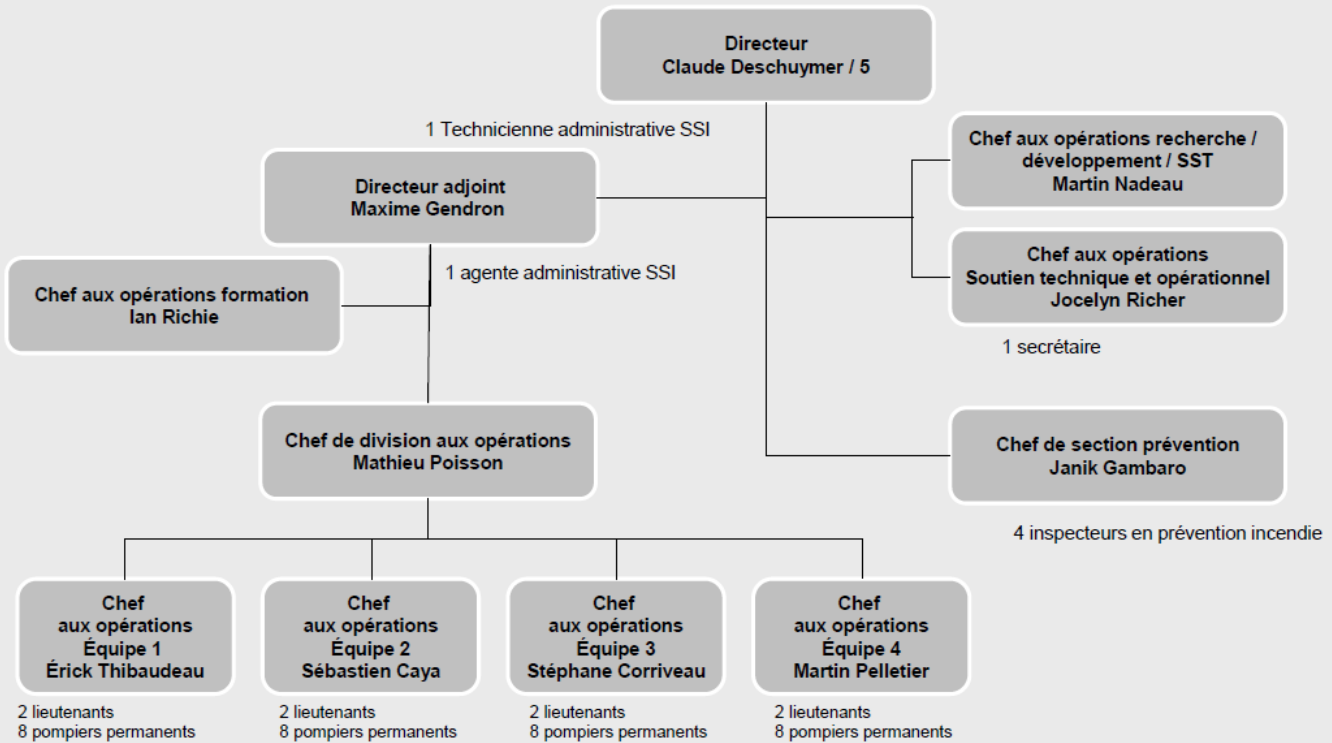 Directeur
Claude Deschuymer / 5
1 Technicienne administrative SSI
Chef aux opérations recherche /
développement / SST
Martin Nadeau
Directeur adjoint
Maxime Gendron
Chef aux opérations
Soutien technique et opérationnel
Jocelyn Richer
1 agente administrative SSI
Chef aux opérations formation
Ian Richie
1 secrétaire
Chef de division aux opérations
Mathieu Poisson
Chef de section prévention
Janik Gambaro
4 inspecteurs en prévention incendie
Chef
aux opérations
Équipe 1
Érick Thibaudeau
2 lieutenants
8 pompiers permanents
Chef
aux opérations
Équipe 2
Sébastien Caya
2 lieutenants
8 pompiers permanents
Chef
aux opérations
Équipe 3
Stéphane Corriveau
2 lieutenants
8 pompiers permanents
Chef
aux opérations
Équipe 4
Martin Pelletier
2 lieutenants
8 pompiers permanents